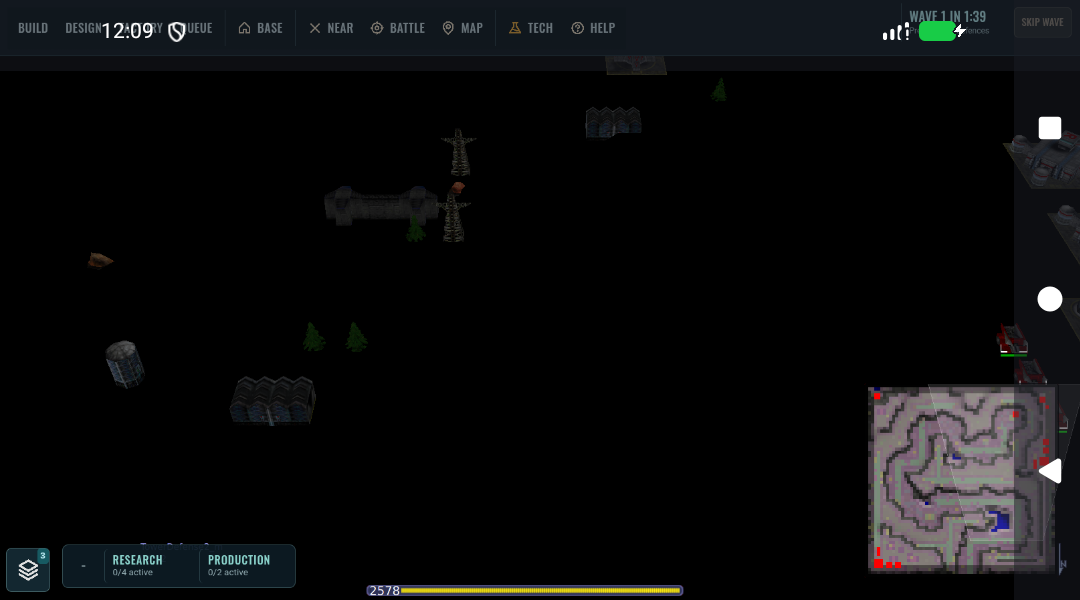 BUILD DESIGN FACTORY QUEUE BASE NEAR BATTLE MAP TECH HELP
12:09
WAVE 1 IN 1:39
SKIP WAVE
3
-
RESEARCH
0/4 active
PRODUCTION
0/2 active
2578